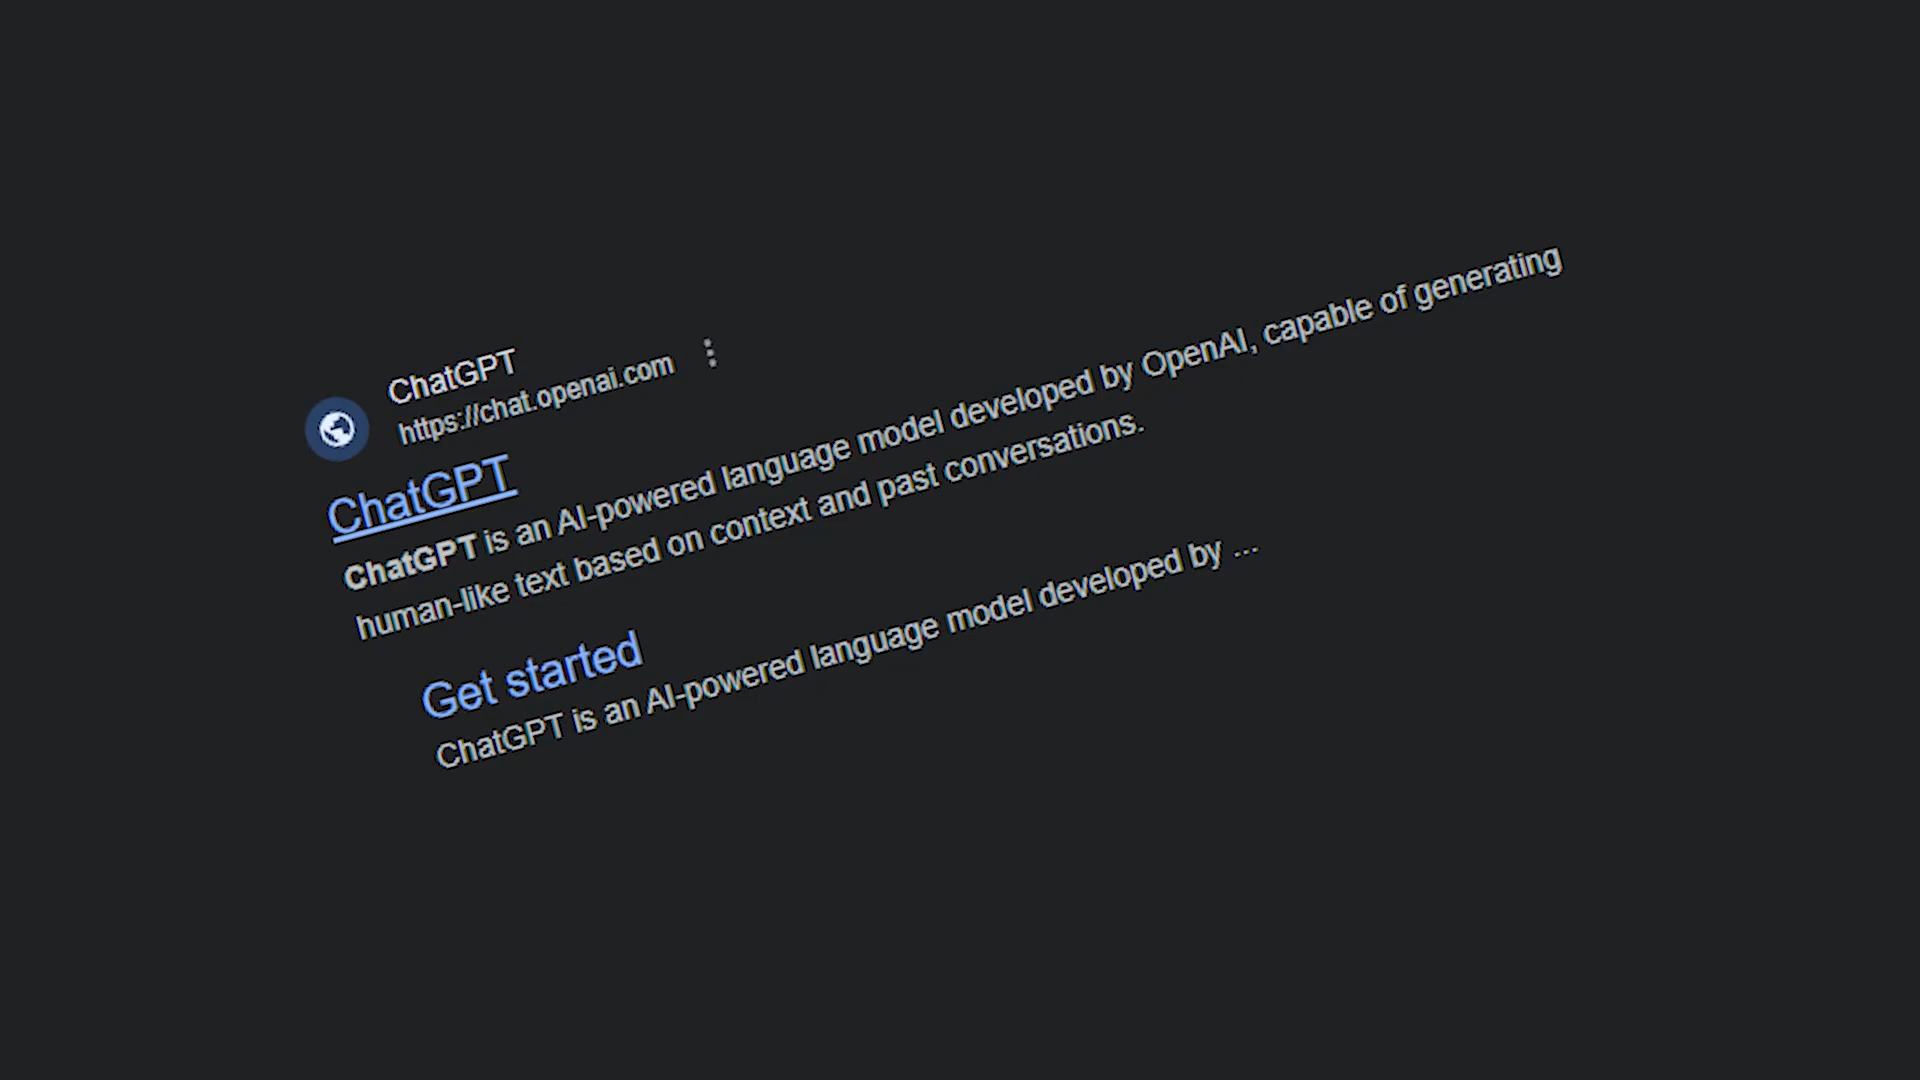 ChatGPT
https://chat.openai.com
ChatGPT
ChatGPT is an AI-powered language model developed by OpenAI, capable of generating
human-like text based on context and past conversations.
Get started
ChatGPT is an AI-powered language model developed by ...